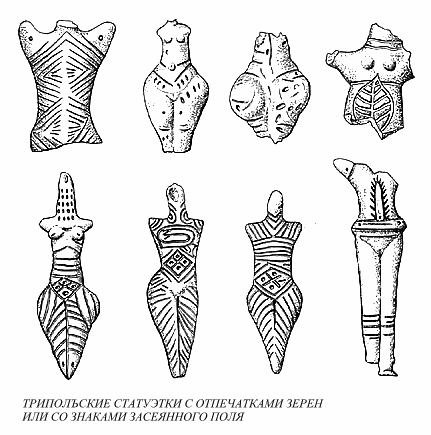 ТРИПОЛЬСКИЕ СТАТУЭТКИ С ОТПЕЧАТКАМИ ЗЕРЕН
ИЛИ СО ЗНАКАМИ ЗАСЕЯННОГО ПОЛЯ